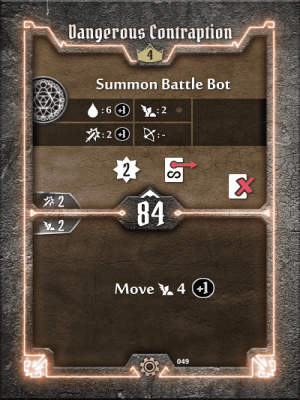 Dangerous Contraption
4
Summon Battle Bot
: 6 +1 : 2
: 2 +1 : -
2
S
2
84
2
Move 4 +1
049